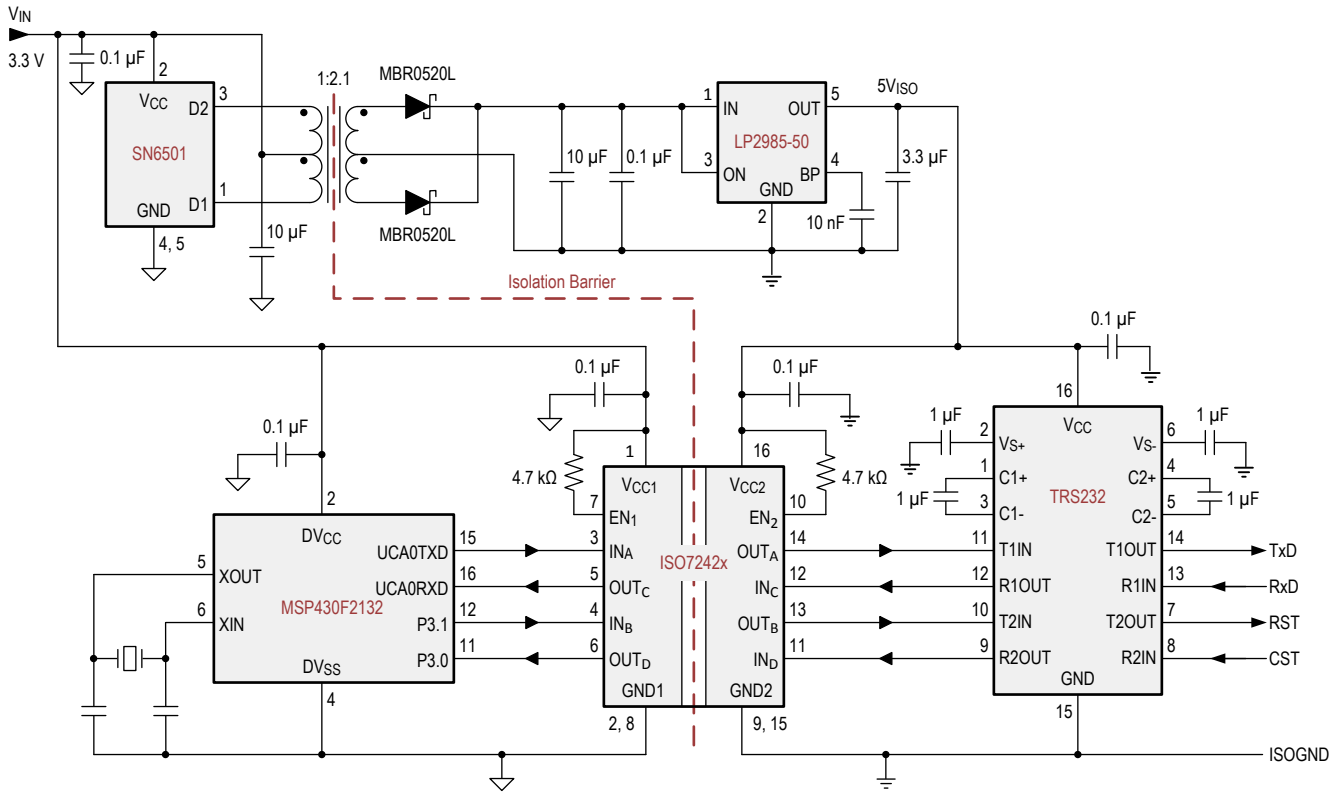 VIN
3.3 V
0.1 µF
2
VCC
D2
3
SN6501
D1
1
GND
4, 5
10 µF
1:2.1
MBR0520L
MBR0520L
10 µF
0.1 µF
1
IN
OUT
5
LP2985-50
3
ON
BP
4
GND
2
10 nF
5VISO
3.3 µF
Isolation Barrier
0.1 µF
2
DVCC
5
XOUT
6
XIN
MSP430F2132
UCA0TXD
15
UCA0RXD
16
P3.1
12
P3.0
11
DVSS
4
0.1 µF
4.7 kΩ
1
VCC1
7
EN1
3
INA
5
OUTC
4
INB
6
OUTD
GND1
2, 8
ISO7242x
0.1 µF
4.7 kΩ
16
VCC2
10
EN2
OUTA
14
INC
12
OUTB
13
IND
11
GND2
9, 15
0.1 µF
16
VCC
1 µF
2
VS+
VS-
6
1 µF
1
C1+
C2+
4
1 µF
3
C1-
C2-
5
1 µF
TRS232
11
T1IN
T1OUT
14
TxD
12
R1OUT
R1IN
13
RxD
10
T2IN
T2OUT
7
RST
9
R2OUT
R2IN
8
CST
GND
15
ISOGND